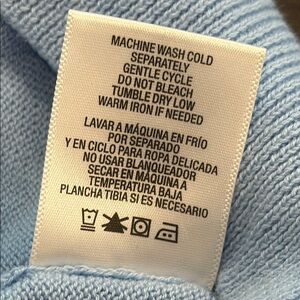 MACHINE WASH COLD
SEPARATELY
GENTLE CYCLE
DO NOT BLEACH
TUMBLE DRY LOW
WARM IRON IF NEEDED
LAVAR A MÁQUINA EN FRÍO
POR SEPARADO
Y EN CICLO PARA ROPA DELICADA
NO USAR BLANQUEADOR
SECAR EN MÁQUINA A
TEMPERATURA BAJA
PLANCHA TIBIA SI ES NECESARIO